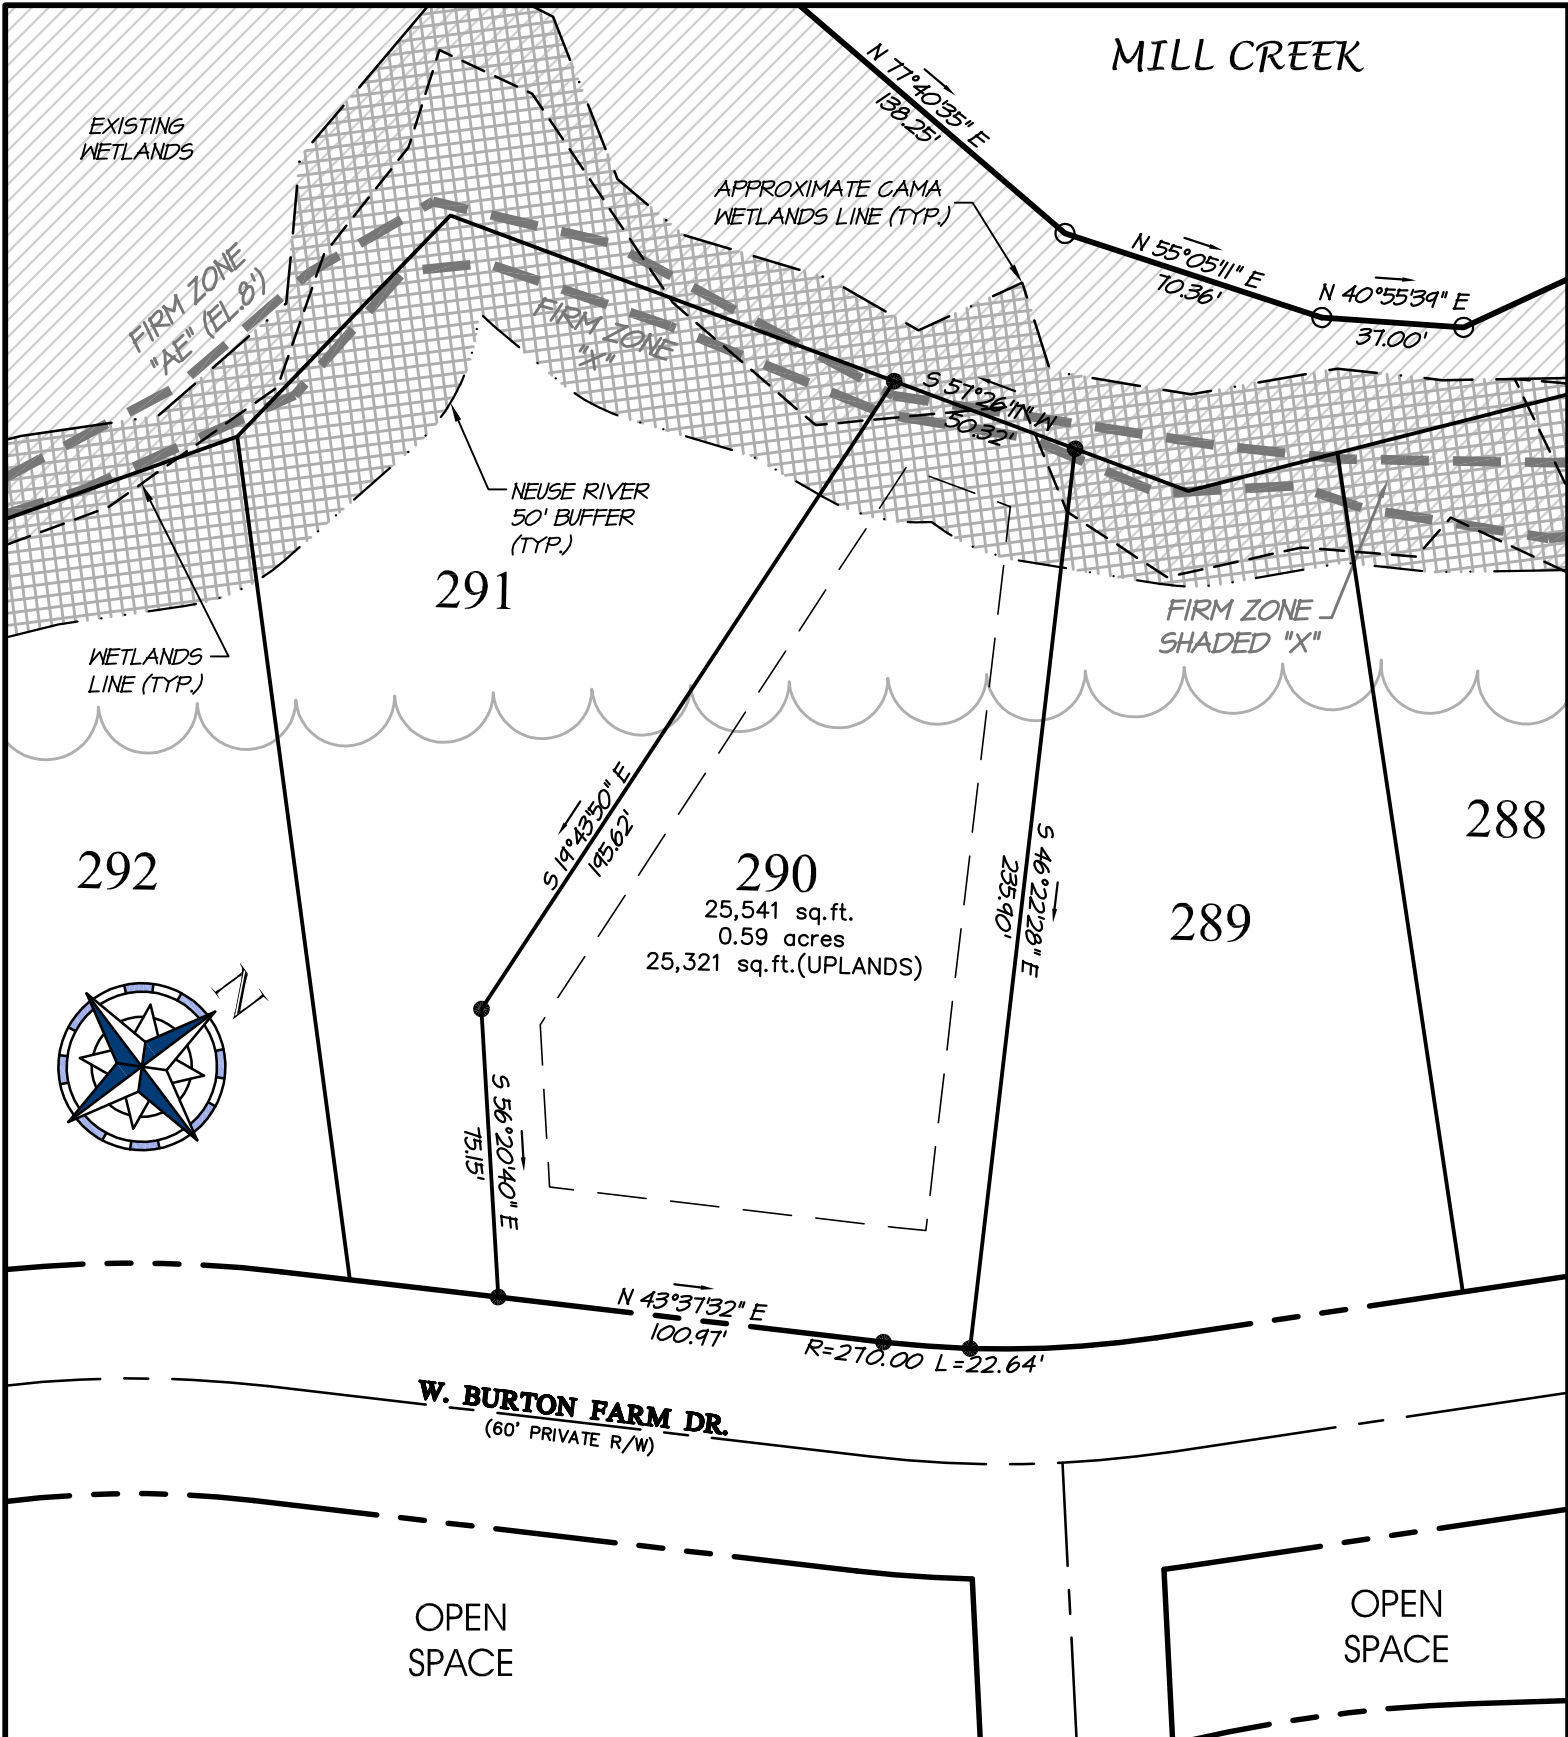 MILL CREEK
N 77°40'35" E
138.25'
EXISTING
WETLANDS
APPROXIMATE CAMA
WETLANDS LINE (TYP.)
N 55°05'11" E
70.36'
N 40°55'39" E
37.00'
FIRM ZONE
"AE" (EL.8')
FIRM ZONE
"X"
S 57°26'11" W
50.32'
NEUSE RIVER
50' BUFFER
(TYP.)
291
FIRM ZONE
SHADED "X"
WETLANDS
LINE (TYP.)
S 19°43'50" E
195.62'
S 46°22'28" E
235.90'
288
292
290
25,541 sq.ft.
0.59 acres
25,321 sq.ft.(UPLANDS)
289
N
S 56°20'40" E
75.15'
N 43°37'32" E
100.97'
R=270.00 L=22.64'
W. BURTON FARM DR.
(60' PRIVATE R/W)
OPEN
SPACE
OPEN
SPACE